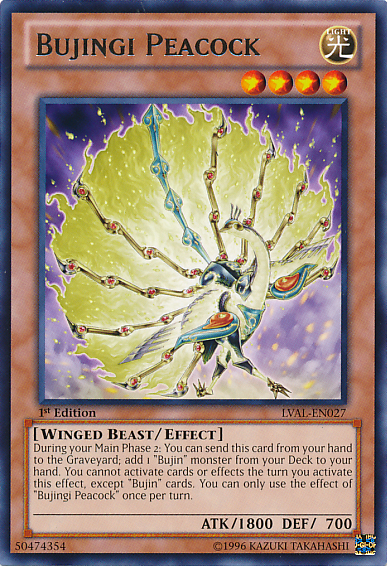 BUJINGI PEACOCK
LIGHT
光
1st Edition
LVAL-EN027
[WINGED BEAST/EFFECT]
During your Main Phase 2: You can send this card from your hand
to the Graveyard; add 1 "Bujin" monster from your Deck to your
hand. You cannot activate cards or effects the turn you activate
this effect, except "Bujin" cards. You can only use the effect of
"Bujingi Peacock" once per turn.
ATK/1800 DEF/ 700
50474354
©1996 KAZUKI TAKAHASHI